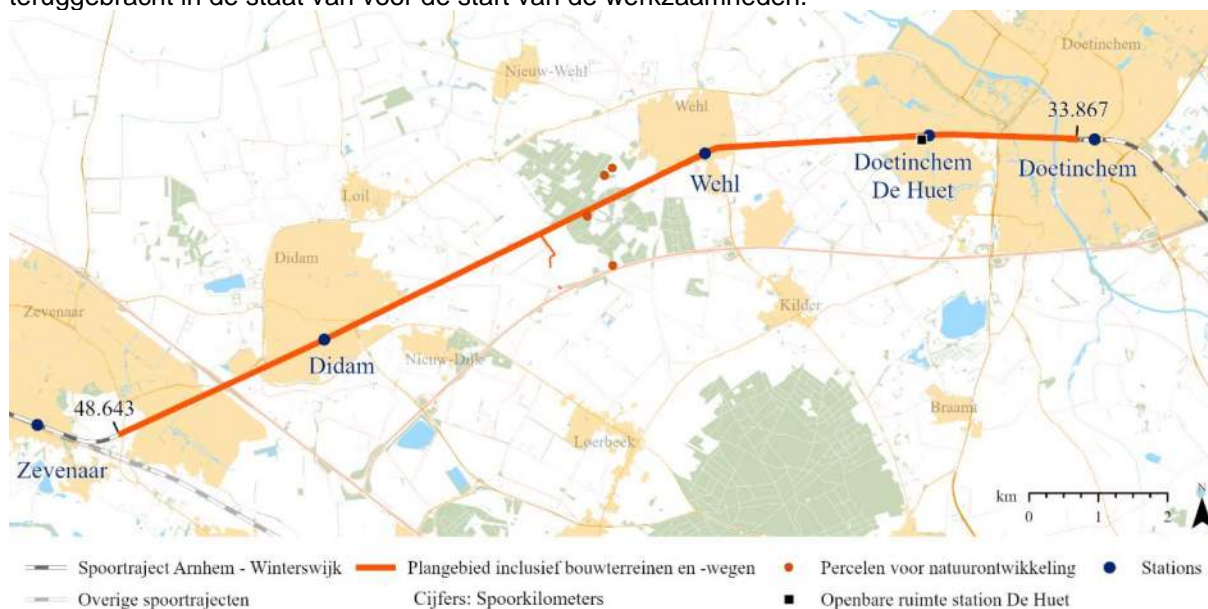 teruggebracht in de staat van voor de start van de werkzaamheden.
Doetinchem
Nieuw-Wehl
Wehl
33.867
Doetinchem
De Huet
Doetinchem
Wehl
Loil
Didam
Zevenaar
Kilder
Didam
Nieuw-Dijk
48.643
Braamt
Loerbeek
Zevenaar
km
0 1 2
N
Spoortraject Arnhem - Winterswijk
Plangebied inclusief bouwterreinen en -wegen
Percelen voor natuurontwikkeling
Stations
Overige spoortrajecten
Cijfers: Spoorkilometers
Openbare ruimte station De Huet